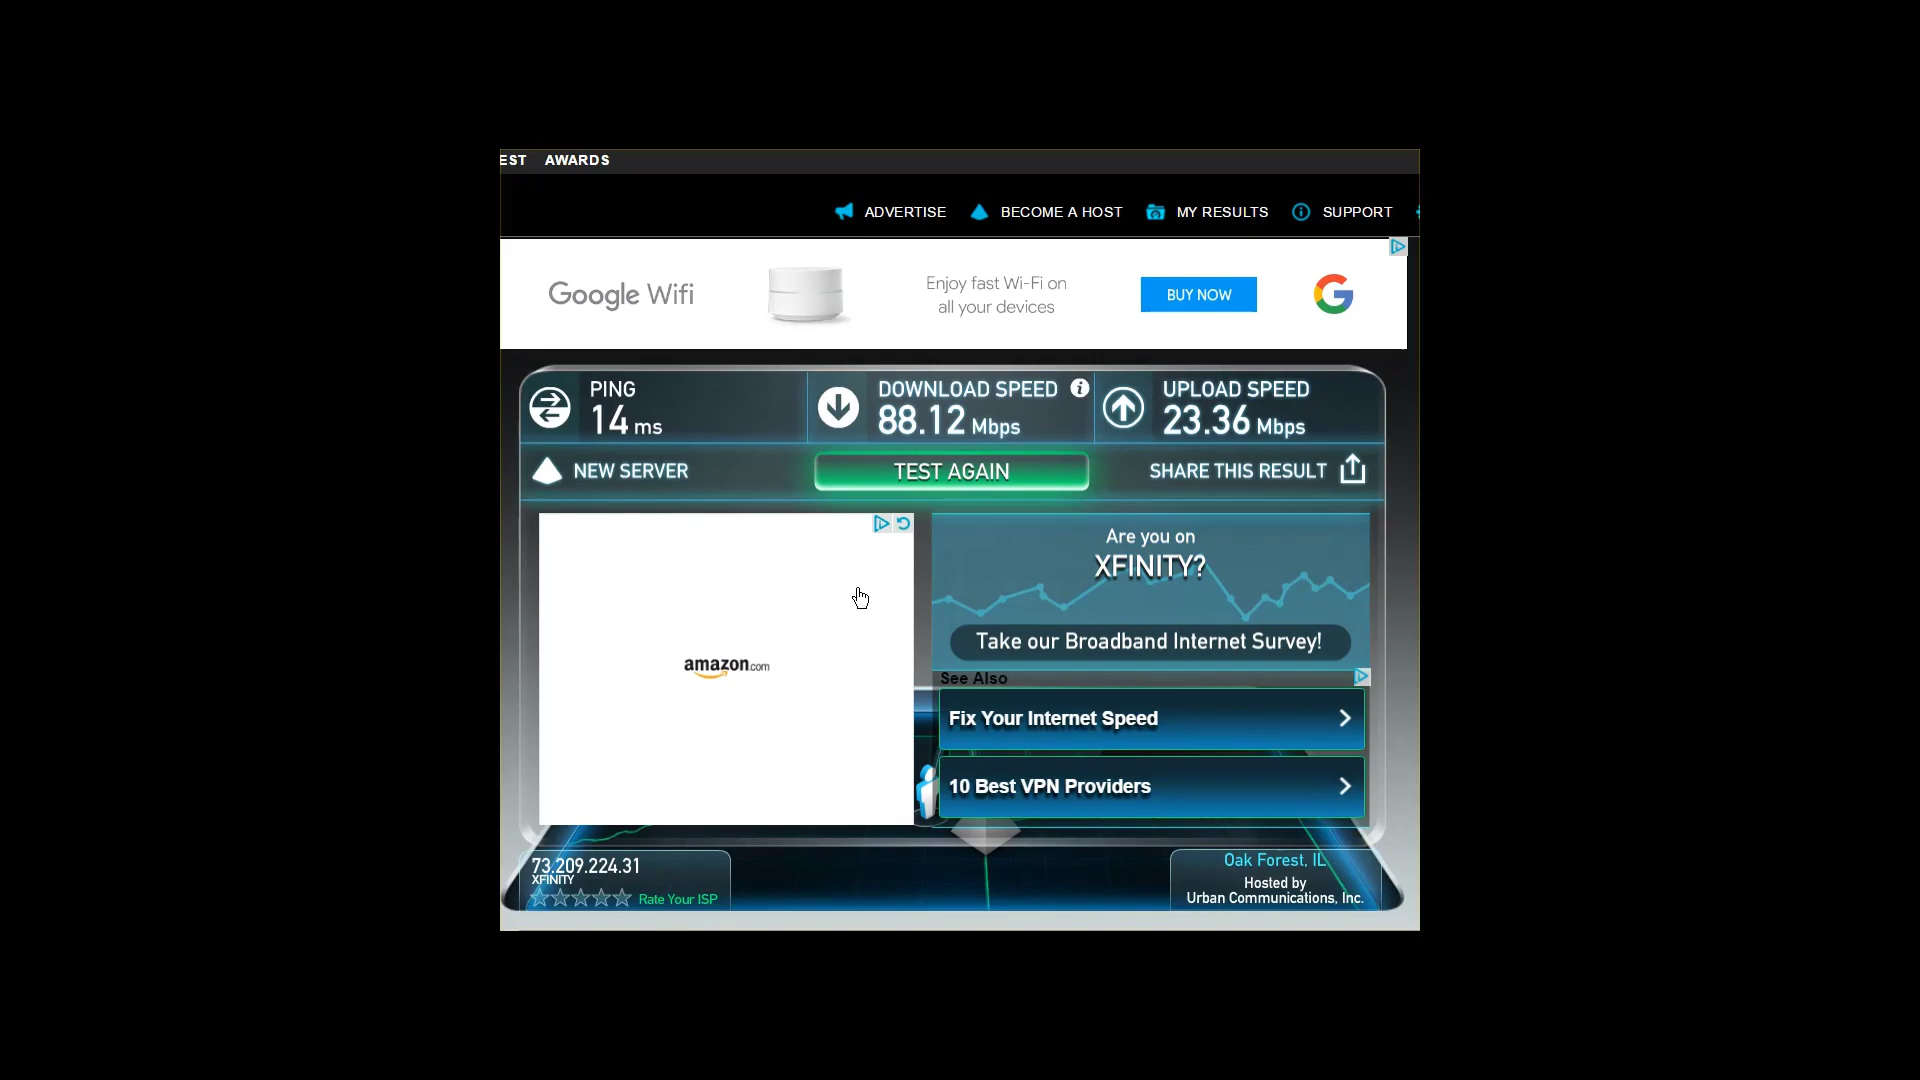 EST AWARDS
ADVERTISE BECOME A HOST MY RESULTS SUPPORT
Google Wifi
Enjoy fast Wi-Fi on
all your devices
BUY NOW
G
PING
14 ms
DOWNLOAD SPEED
88.12 Mbps
UPLOAD SPEED
23.36 Mbps
NEW SERVER
TEST AGAIN
SHARE THIS RESULT
amazon.com
Are you on
XFINITY?
Take our Broadband Internet Survey!
See Also
Fix Your Internet Speed
10 Best VPN Providers
73.209.224.31
XFINITY
Rate Your ISP
Oak Forest, IL
Hosted by
Urban Communications, Inc.